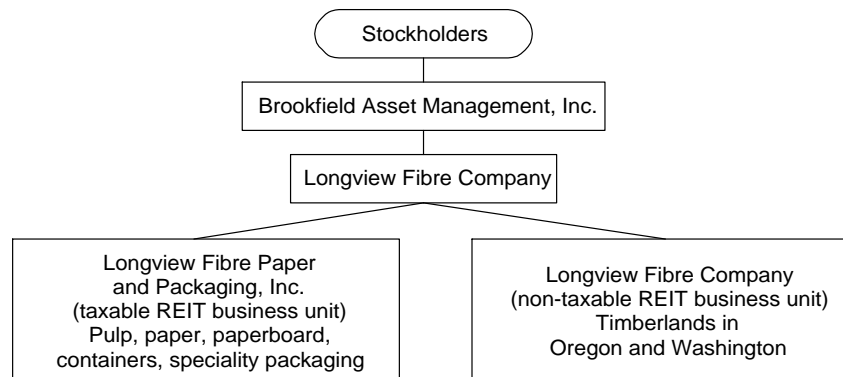 Stockholders
Brookfield Asset Management, Inc.
Longview Fibre Company
Longview Fibre Paper
and Packaging, Inc.
(taxable REIT business unit)
Pulp, paper, paperboard,
containers, speciality packaging
Longview Fibre Company
(non-taxable REIT business unit)
Timberlands in
Oregon and Washington